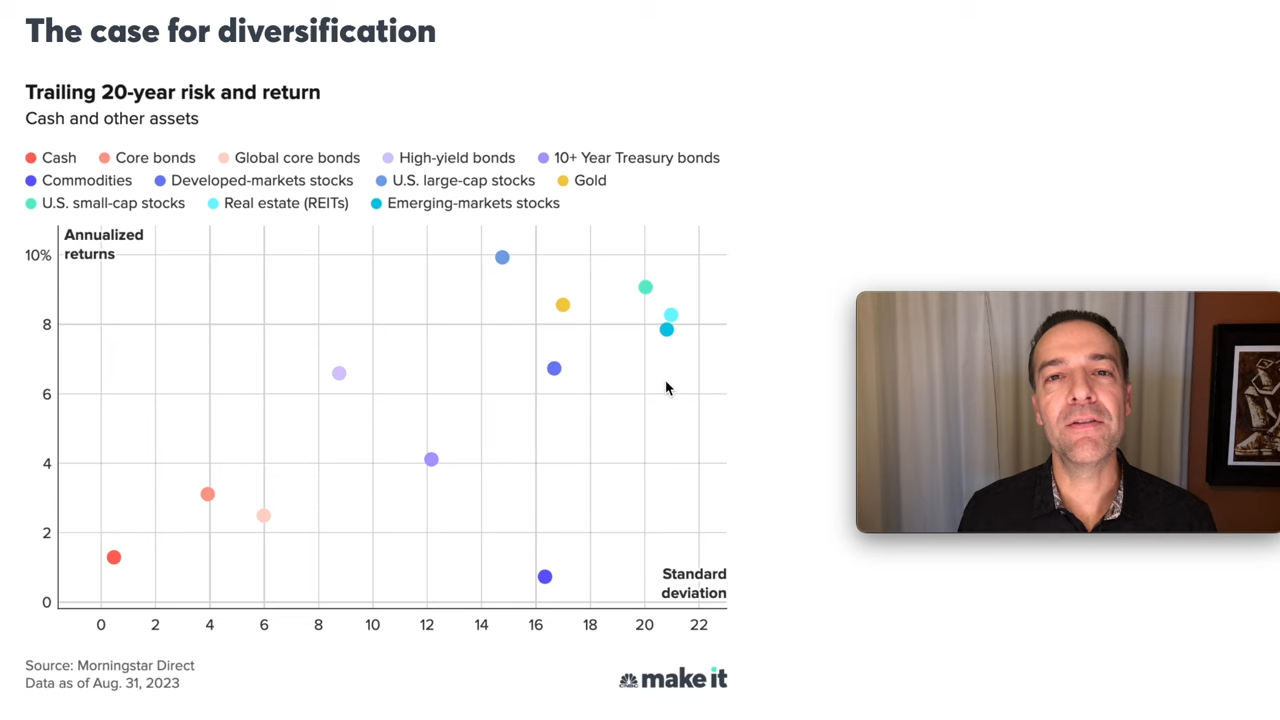 The case for diversification
Trailing 20-year risk and return
Cash and other assets
Cash Core bonds Global core bonds High-yield bonds 10+ Year Treasury bonds
Commodities Developed-markets stocks U.S. large-cap stocks Gold
U.S. small-cap stocks Real estate (REITs) Emerging-markets stocks
Annualized
returns
10%
8
6
4
2
0
Standard
deviation
0 2 4 6 8 10 12 14 16 18 20 22
Source: Morningstar Direct
Data as of Aug. 31, 2023
CNBC make it